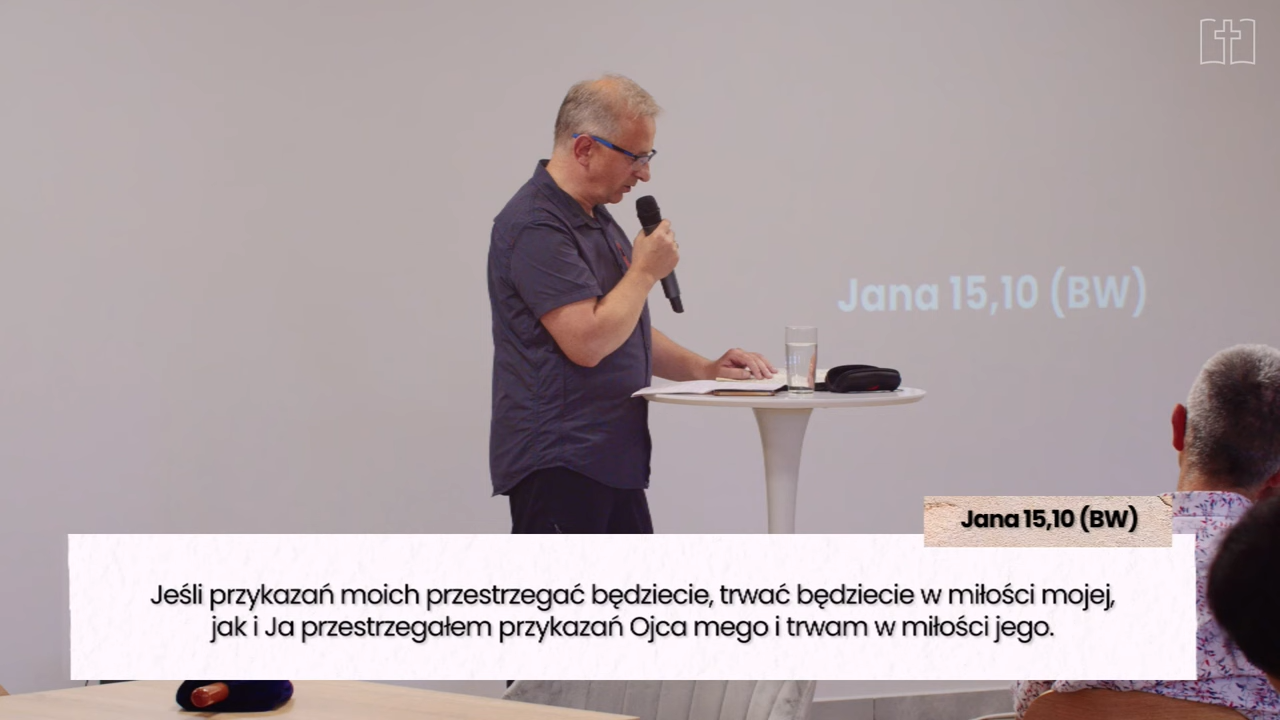 Jana 15,10 (BW)
Jana 15,10 (BW)
Jeśli przykazań moich przestrzegać będziecie, trwać będziecie w miłości mojej,
jak i Ja przestrzegałem przykazań Ojca mego i trwam w miłości jego.